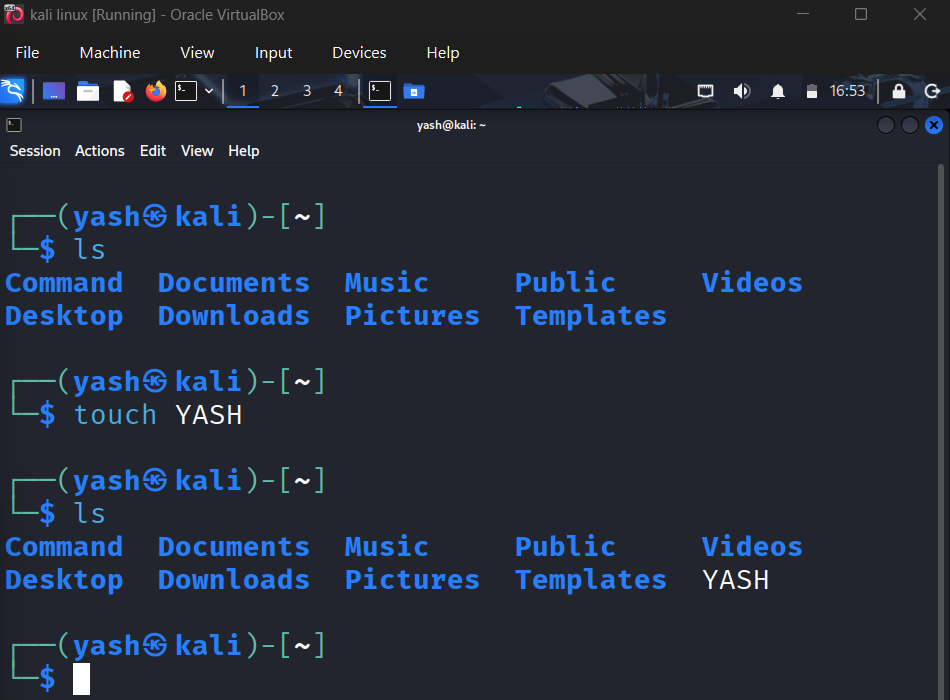 kali linux [Running] - Oracle VirtualBox
File Machine View Input Devices Help
1 2 3 4 16:53
yash@kali: ~
Session Actions Edit View Help
┌──(yash㉿kali)-[~]
└─$ ls
Command Documents Music Public Videos
Desktop Downloads Pictures Templates
┌──(yash㉿kali)-[~]
└─$ touch YASH
┌──(yash㉿kali)-[~]
└─$ ls
Command Documents Music Public Videos
Desktop Downloads Pictures Templates YASH
┌──(yash㉿kali)-[~]
└─$